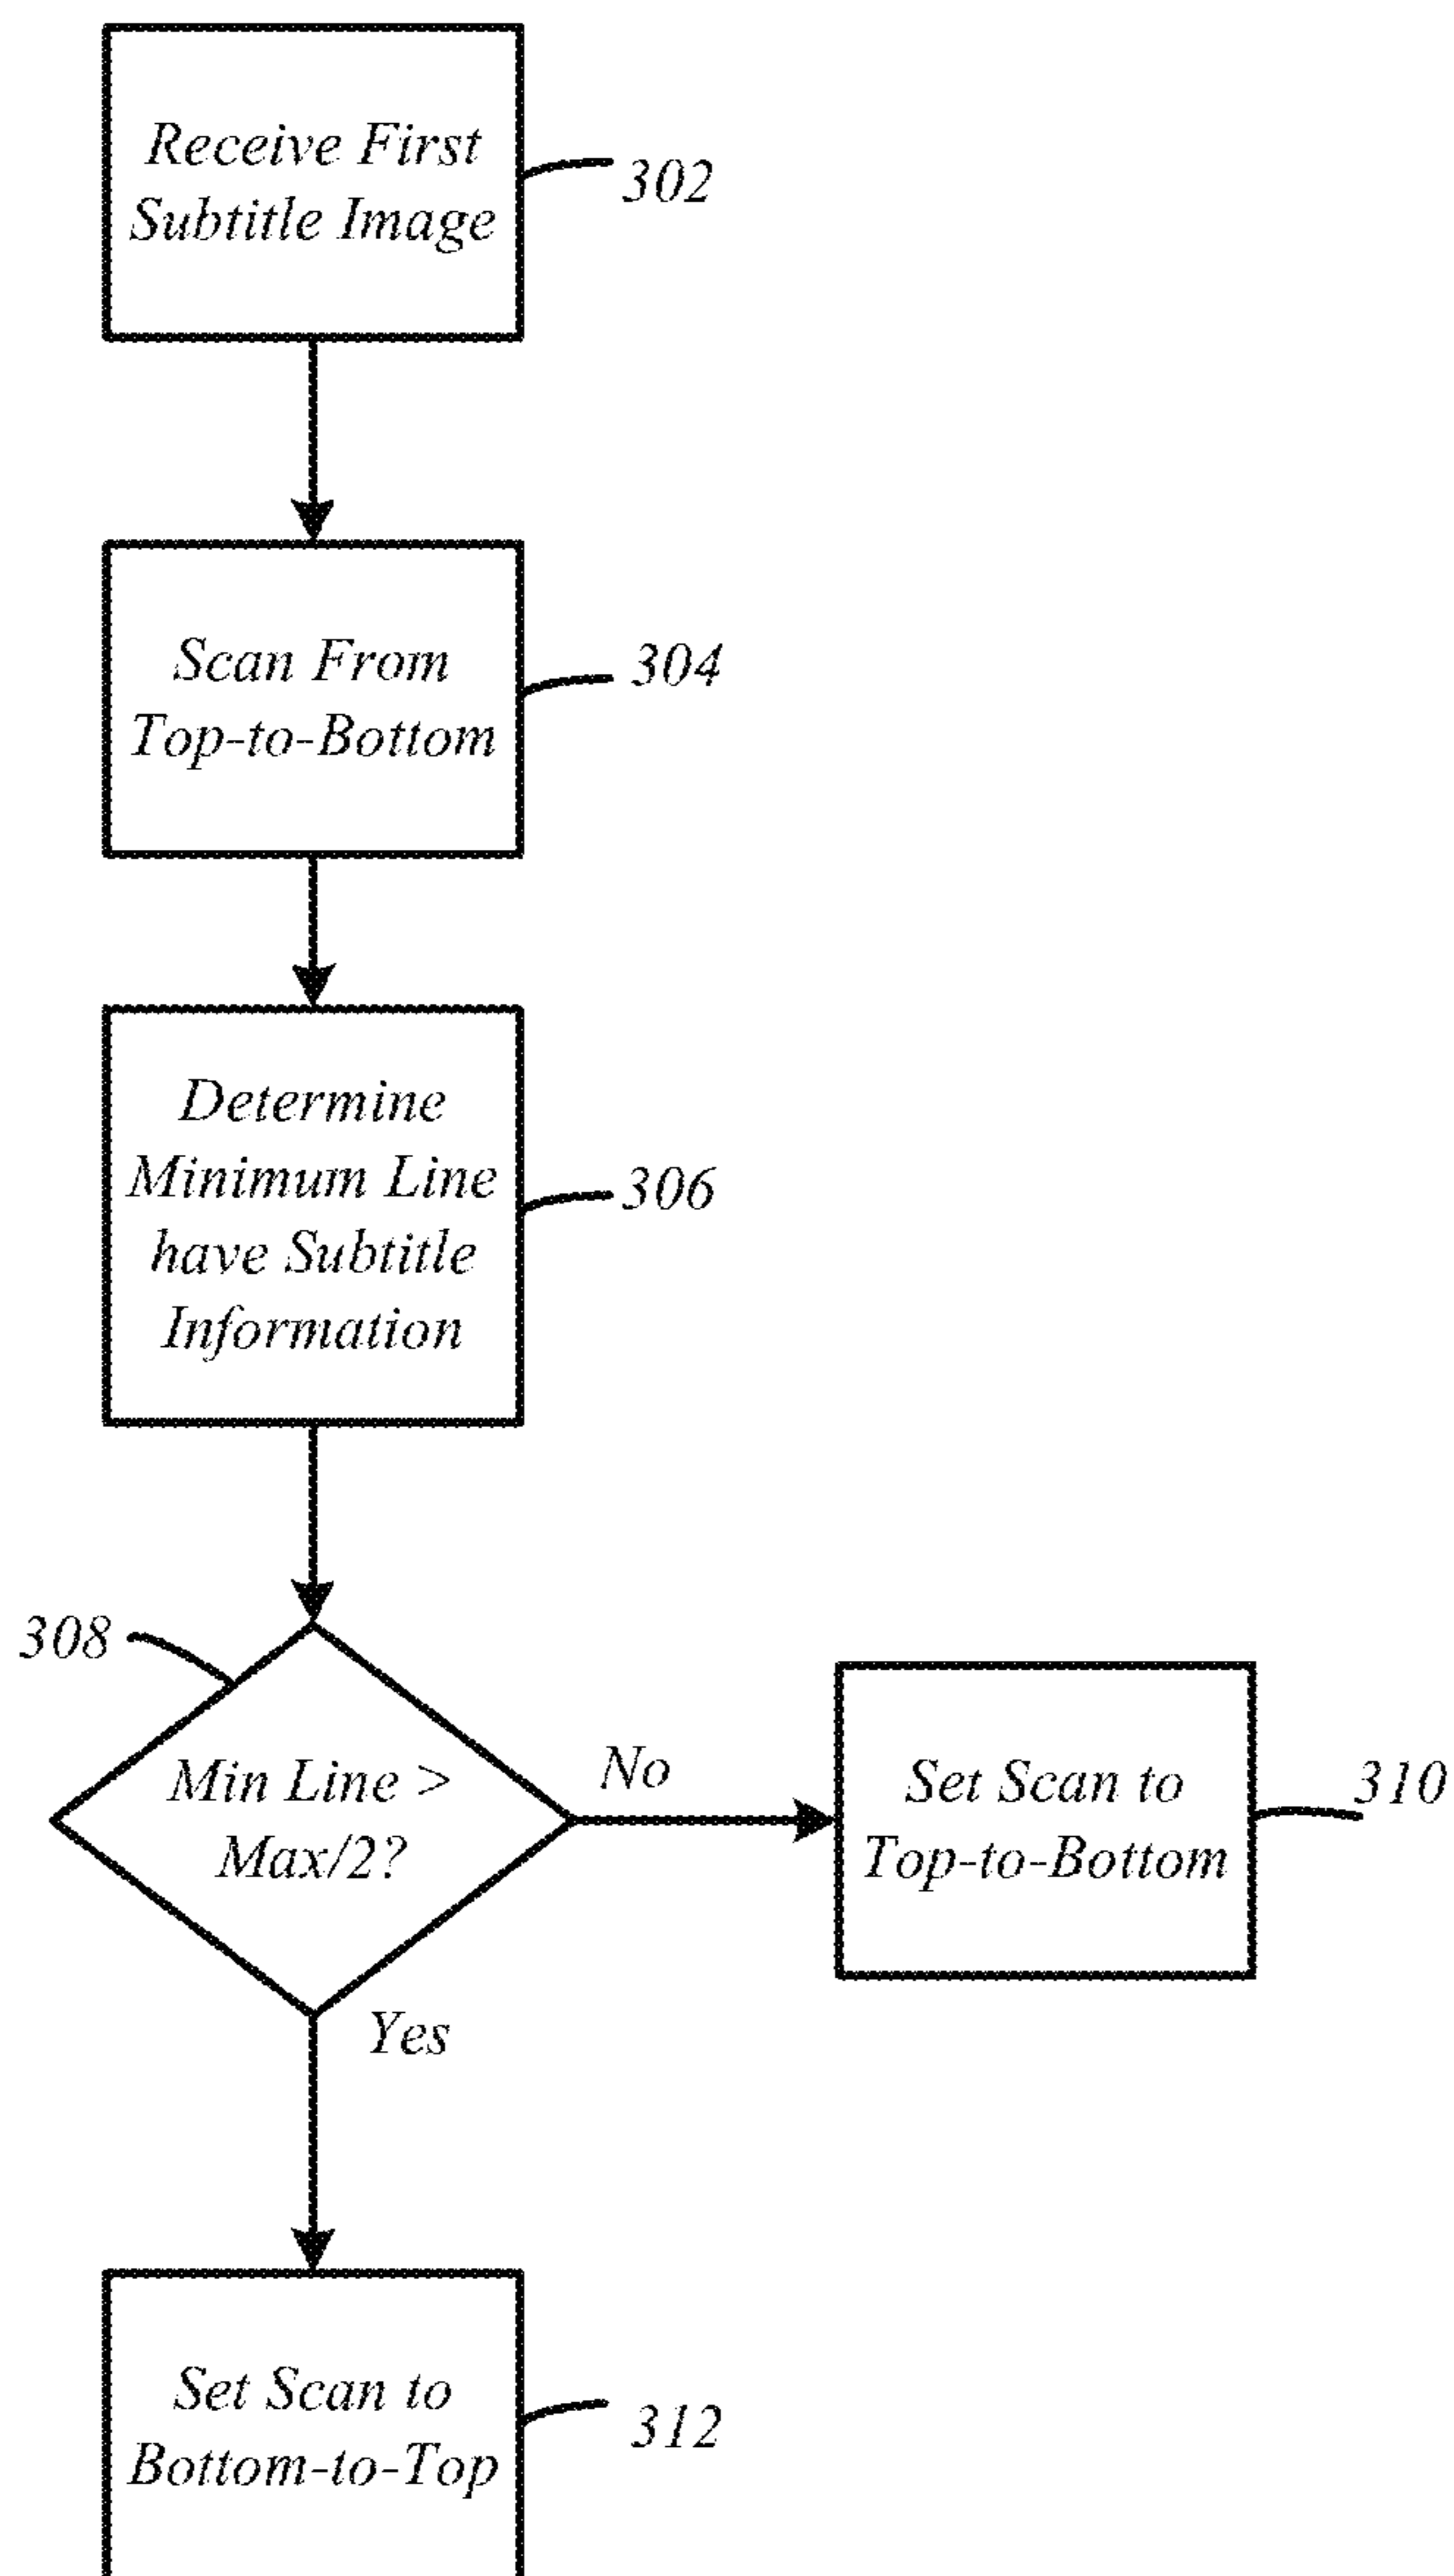 Receive First
Subtitle Image
302
Scan From
Top-to-Bottom
304
Determine
Minimum Line
have Subtitle
Information
306
308
Min Line >
Max/2?
No
Set Scan to
Top-to-Bottom
310
Yes
Set Scan to
Bottom-to-Top
312